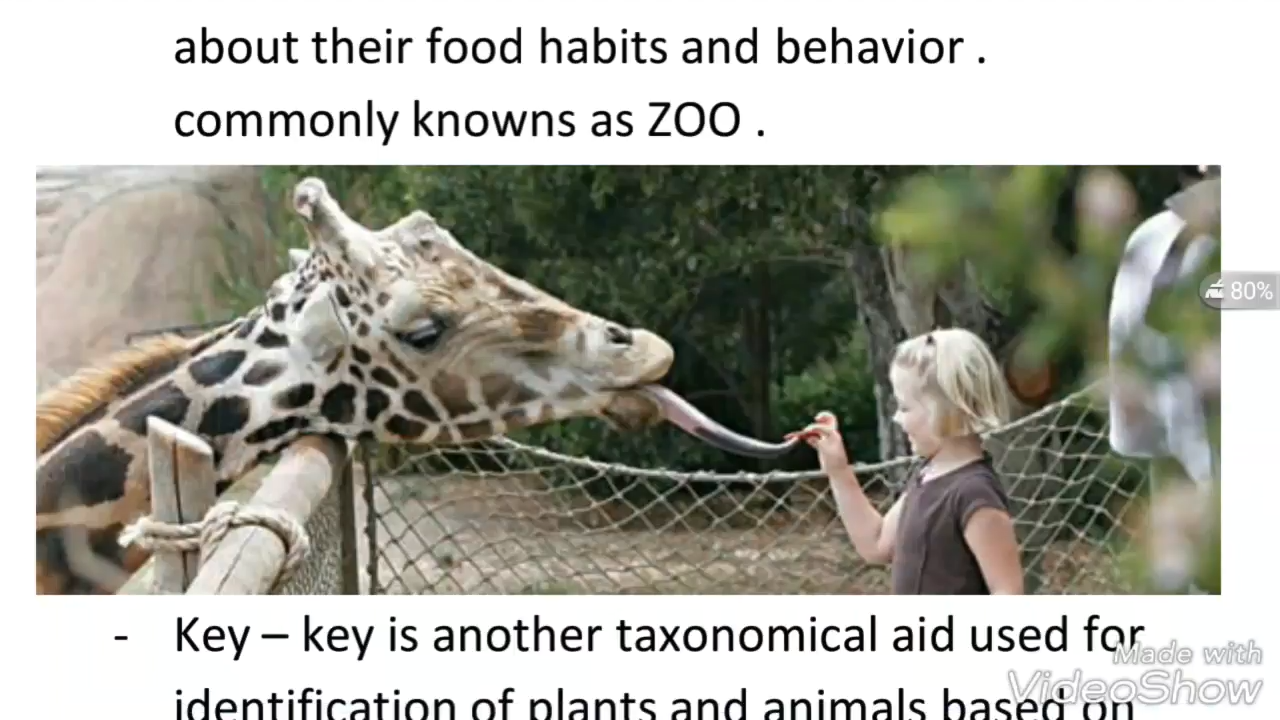 about their food habits and behavior .
commonly knowns as ZOO .
80%
- Key – key is another taxonomical aid used for
identification of plants and animals based on
Made with
VideoShow